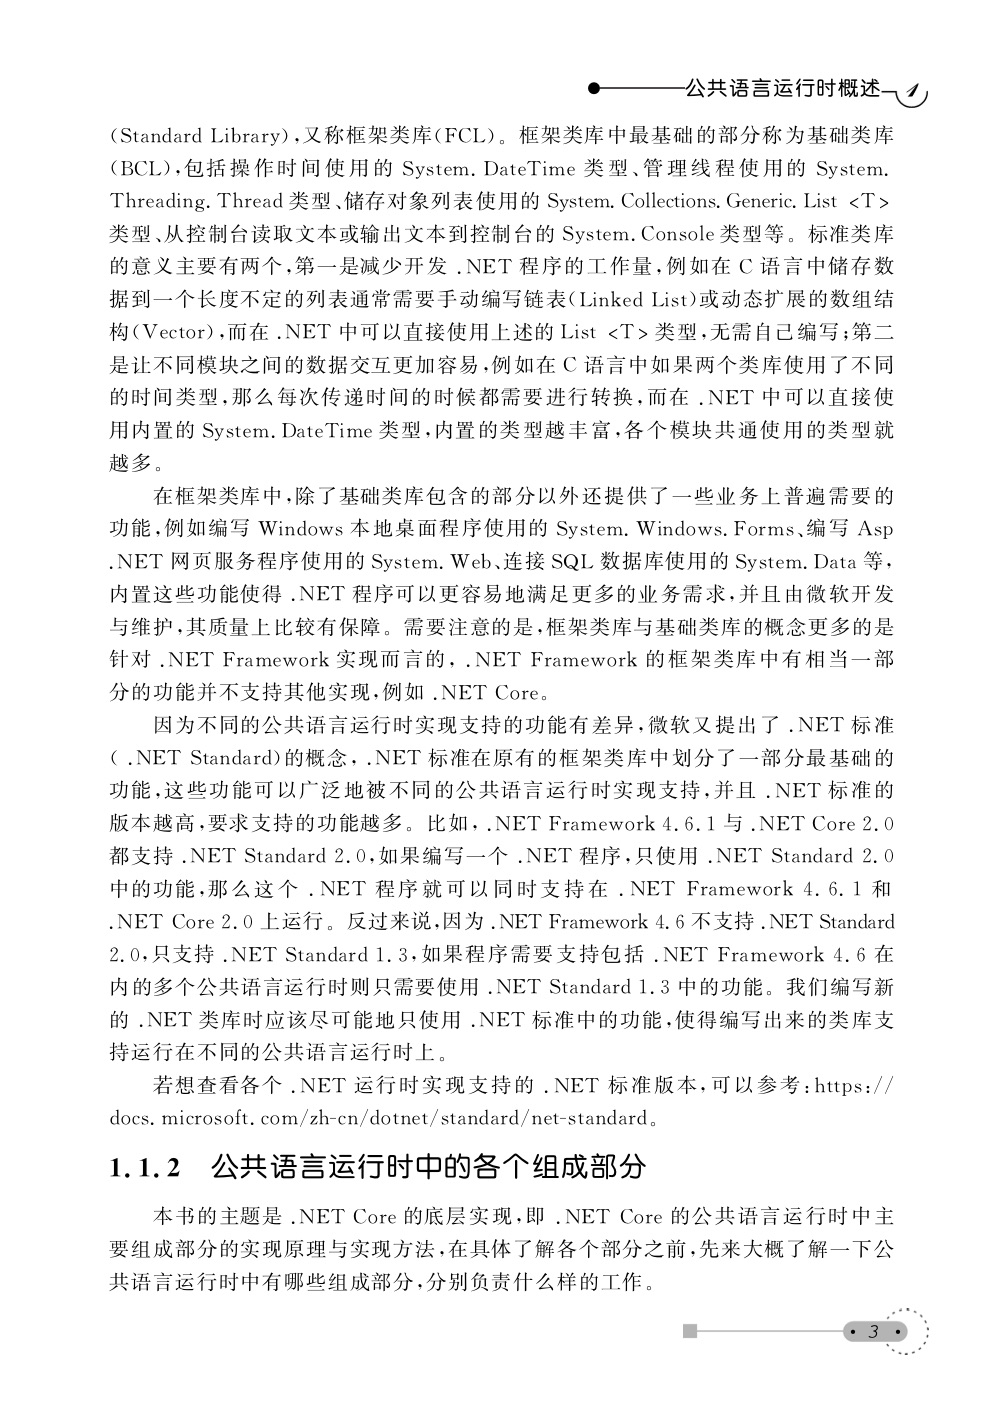 公共语言运行时概述 1
(Standard Library),又称框架类库(FCL)。框架类库中最基础的部分称为基础类库
(BCL),包括操作时间使用的 System. DateTime 类型、管理线程使用的 System.
Threading. Thread 类型、储存对象列表使用的 System. Collections. Generic. List <T>
类型、从控制台读取文本或输出文本到控制台的 System. Console 类型等。标准类库
的意义主要有两个,第一是减少开发 .NET 程序的工作量,例如在 C 语言中储存数
据到一个长度不定的列表通常需要手动编写链表(Linked List)或动态扩展的数组结
构(Vector),而在 .NET 中可以直接使用上述的 List <T> 类型,无需自己编写;第二
是让不同模块之间的数据交互更加容易,例如在 C 语言中如果两个类库使用了不同
的时间类型,那么每次传递时间的时候都需要进行转换,而在 .NET 中可以直接使
用内置的 System. DateTime 类型,内置的类型越丰富,各个模块共通使用的类型就
越多。
在框架类库中,除了基础类库包含的部分以外还提供了一些业务上普遍需要的
功能,例如编写 Windows 本地桌面程序使用的 System. Windows. Forms、编写 Asp
.NET 网页服务程序使用的 System. Web、连接 SQL 数据库使用的 System. Data 等,
内置这些功能使得 .NET 程序可以更容易地满足更多的业务需求,并且由微软开发
与维护,其质量上比较有保障。需要注意的是,框架类库与基础类库的概念更多的是
针对 .NET Framework 实现而言的, .NET Framework 的框架类库中有相当一部
分的功能并不支持其他实现,例如 .NET Core。
因为不同的公共语言运行时实现支持的功能有差异,微软又提出了 .NET 标准
( .NET Standard)的概念, .NET 标准在原有的框架类库中划分了一部分最基础的
功能,这些功能可以广泛地被不同的公共语言运行时实现支持,并且 .NET 标准的
版本越高,要求支持的功能越多。比如, .NET Framework 4. 6. 1 与 .NET Core 2. 0
都支持 .NET Standard 2. 0,如果编写一个 .NET 程序,只使用 .NET Standard 2. 0
中的功能,那么这个 .NET 程序就可以同时支持在 .NET Framework 4. 6. 1 和
.NET Core 2. 0 上运行。反过来说,因为 .NET Framework 4. 6 不支持 .NET Standard
2. 0,只支持 .NET Standard 1. 3,如果程序需要支持包括 .NET Framework 4. 6 在
内的多个公共语言运行时则只需要使用 .NET Standard 1. 3 中的功能。我们编写新
的 .NET 类库时应该尽可能地只使用 .NET 标准中的功能,使得编写出来的类库支
持运行在不同的公共语言运行时上。
若想查看各个 .NET 运行时实现支持的 .NET 标准版本,可以参考:https://
docs. microsoft. com/zh-cn/dotnet/standard/net-standard。
1. 1. 2 公共语言运行时中的各个组成部分
本书的主题是 .NET Core 的底层实现,即 .NET Core 的公共语言运行时中主
要组成部分的实现原理与实现方法,在具体了解各个部分之前,先来大概了解一下公
共语言运行时中有哪些组成部分,分别负责什么样的工作。
· 3 ·